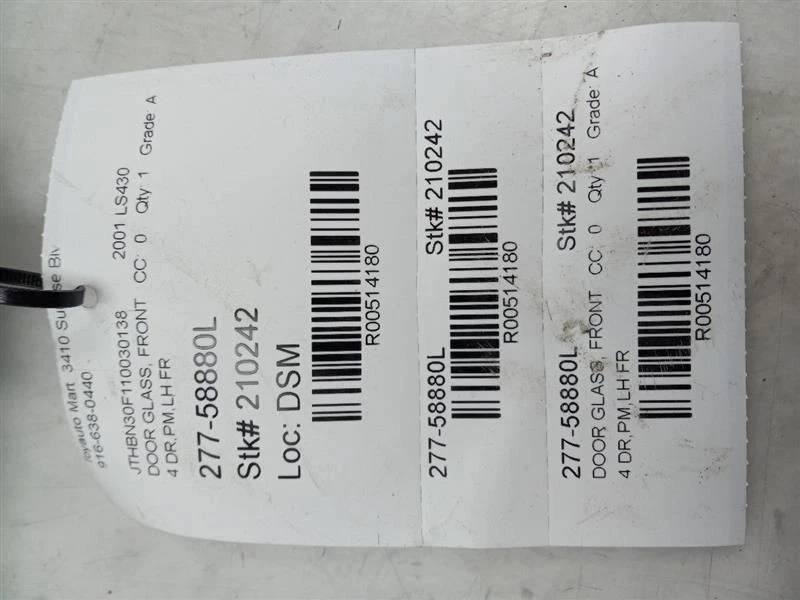 Mart 3410
916-638-0440
JTHBN30F110030138 2001 LS430
DOOR GLASS, FRONT CC: 0 Qty 1 Grade: A
4 DR,PM,LH FR
277-58880L
Stk# 210242
Loc: DSM
R00514180
277-58880L Stk# 210242
R00514180
277-58880L Stk# 210242
DOOR GLASS, FRONT CC: 0 Qty 1 Grade: A
4 DR,PM,LH FR
R00514180